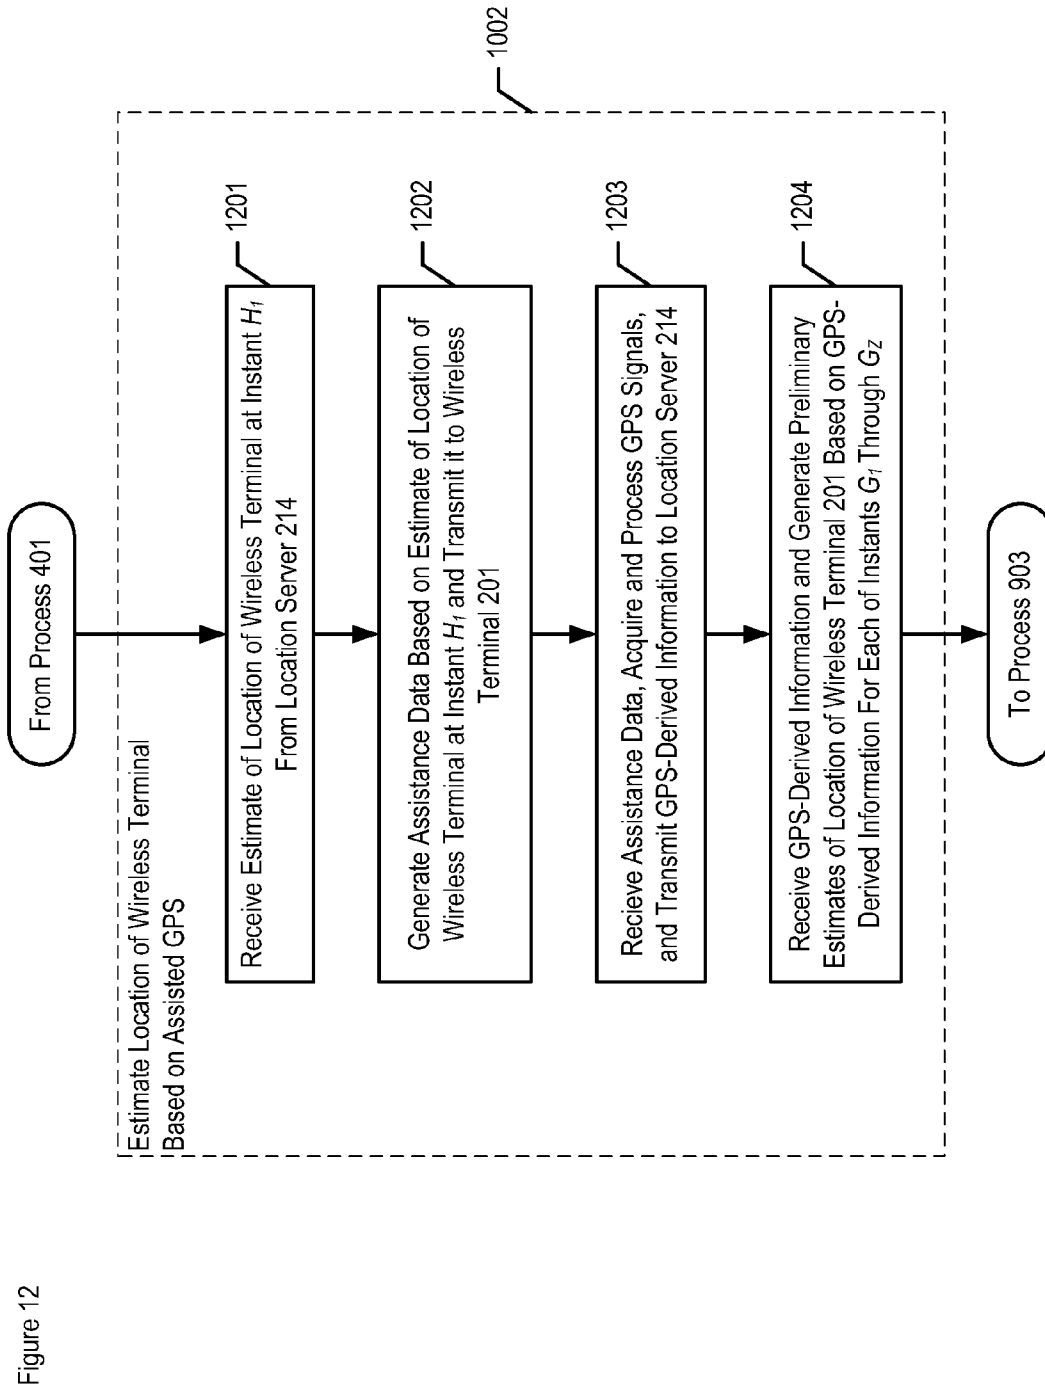 Figure 12
From Process 401
Estimate Location of Wireless Terminal
Based on Assisted GPS
1002
1201
Receive Estimate of Location of Wireless Terminal at Instant H1
From Location Server 214
1202
Generate Assistance Data Based on Estimate of Location of
Wireless Terminal at Instant H1 and Transmit it to Wireless
Terminal 201
1203
Recieve Assistance Data, Acquire and Process GPS Signals,
and Transmit GPS-Derived Information to Location Server 214
1204
Receive GPS-Derived Information and Generate Preliminary
Estimates of Location of Wireless Terminal 201 Based on GPS-
Derived Information For Each of Instants G1 Through GZ
To Process 903